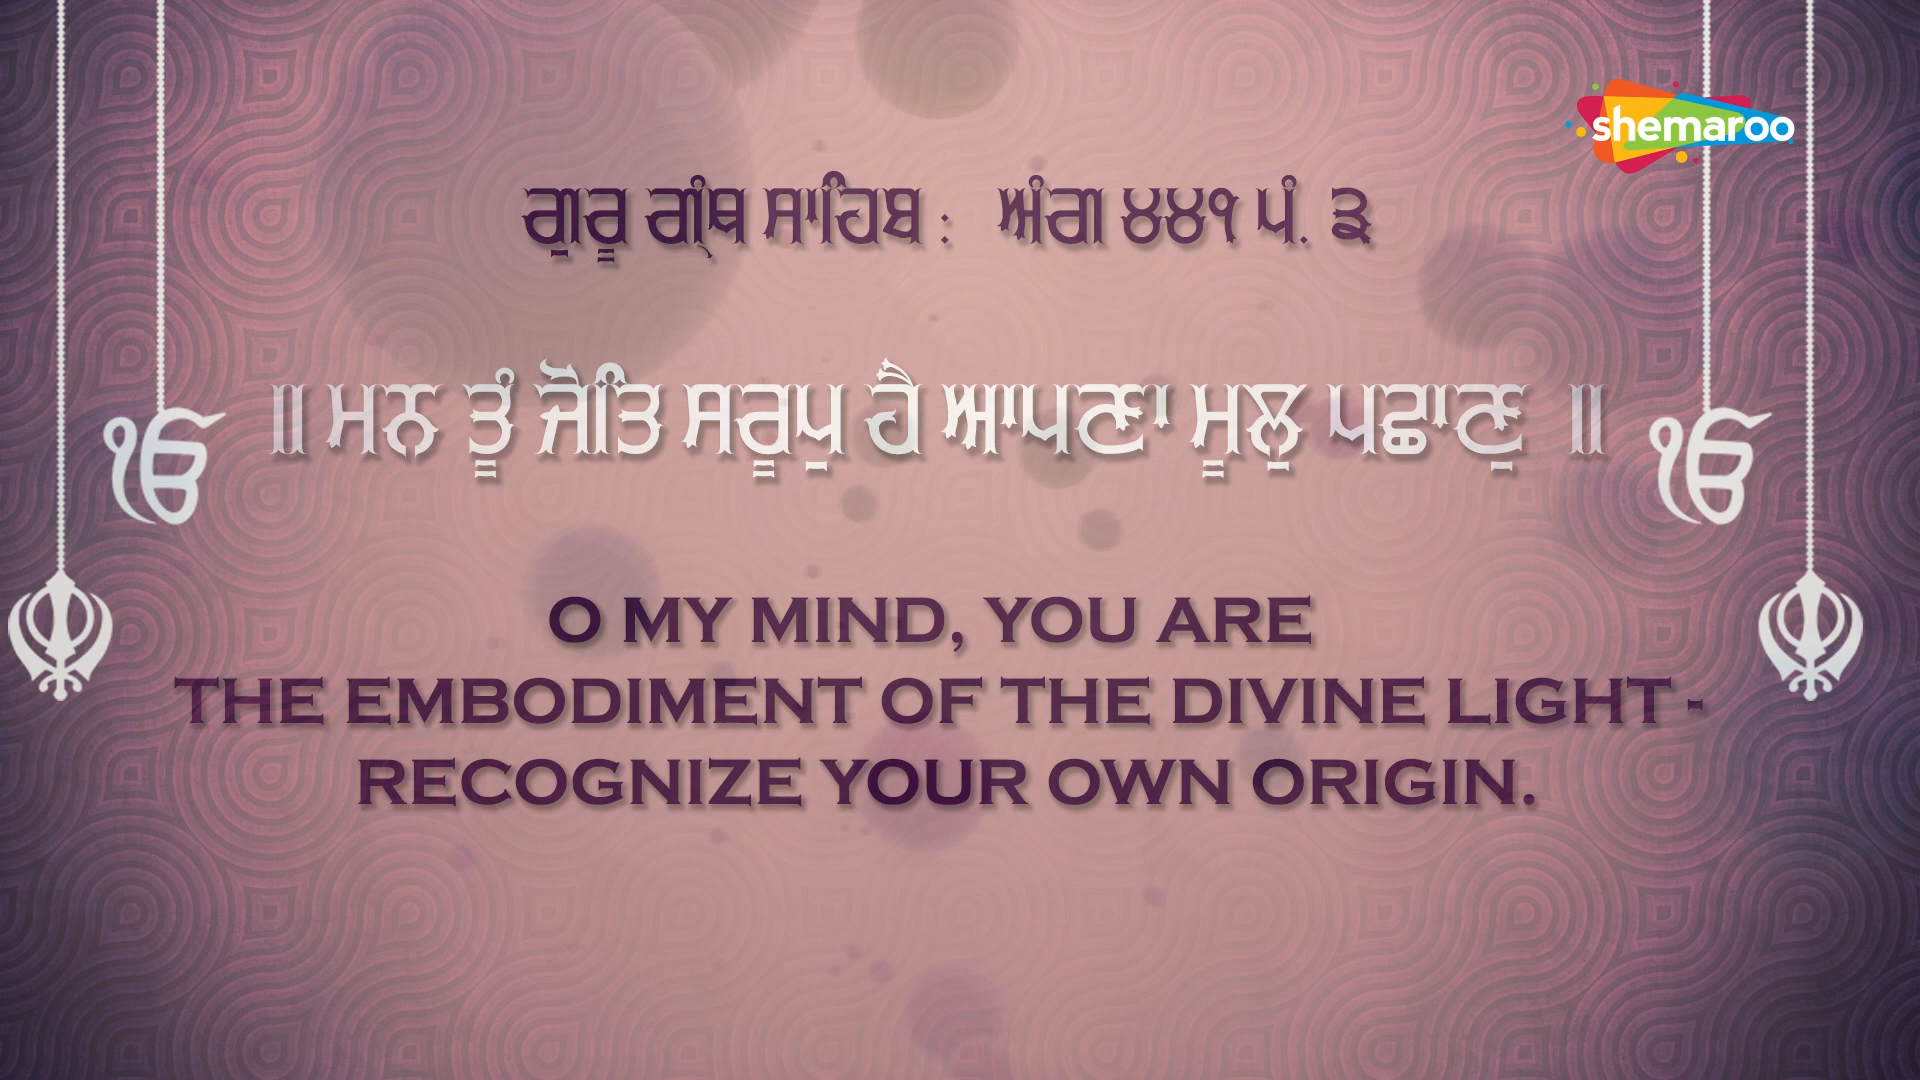 shemaroo
ਗੁਰੂ ਗ੍ਰੰਥ ਸਾਹਿਬ : ਅੰਗ ੪੪੧ ਪੰ. ੩
॥ ਮਨ ਤੂੰ ਜੋਤਿ ਸਰੂਪੁ ਹੈ ਆਪਣਾ ਮੂਲੁ ਪਛਾਣੁ ॥
ੴ
ੴ
O MY MIND, YOU ARE
THE EMBODIMENT OF THE DIVINE LIGHT -
RECOGNIZE YOUR OWN ORIGIN.